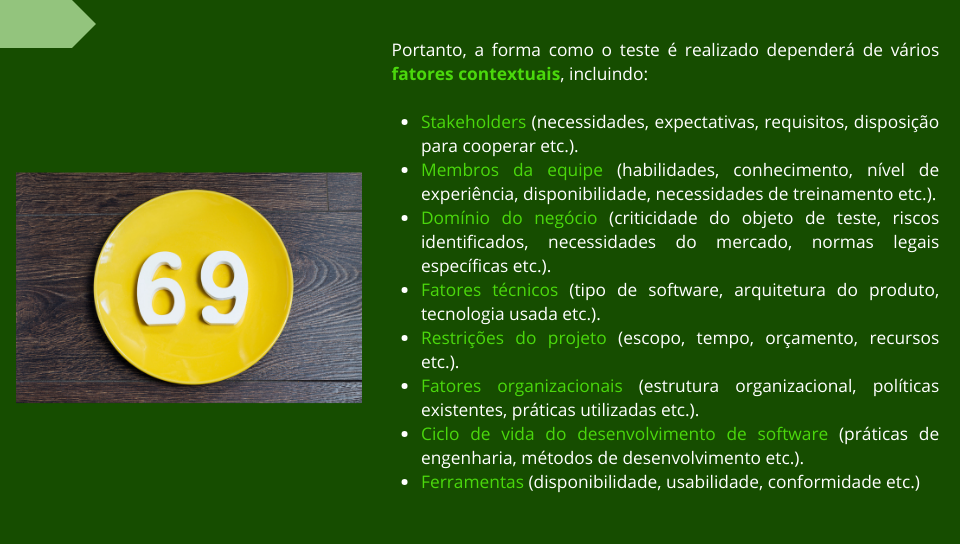 Portanto, a forma como o teste é realizado dependerá de vários
fatores contextuais, incluindo:
• Stakeholders (necessidades, expectativas, requisitos, disposição
para cooperar etc.).
• Membros da equipe (habilidades, conhecimento, nível de
experiência, disponibilidade, necessidades de treinamento etc.).
• Domínio do negócio (criticidade do objeto de teste, riscos
identificados, necessidades do mercado, normas legais
específicas etc.).
• Fatores técnicos (tipo de software, arquitetura do produto,
tecnologia usada etc.).
• Restrições do projeto (escopo, tempo, orçamento, recursos
etc.).
• Fatores organizacionais (estrutura organizacional, políticas
existentes, práticas utilizadas etc.).
• Ciclo de vida do desenvolvimento de software (práticas de
engenharia, métodos de desenvolvimento etc.).
• Ferramentas (disponibilidade, usabilidade, conformidade etc.)
69